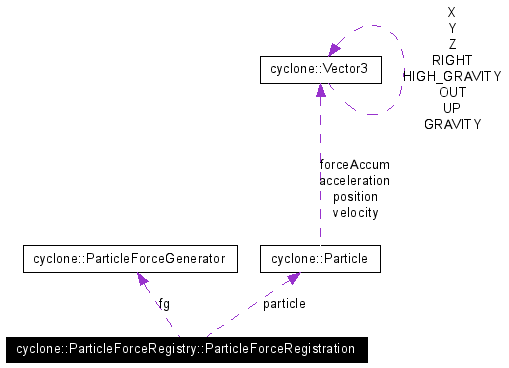 X
Y
Z
RIGHT
HIGH_GRAVITY
OUT
UP
GRAVITY
cyclone::Vector3
forceAccum
acceleration
position
velocity
cyclone::ParticleForceGenerator
cyclone::Particle
fg
particle
cyclone::ParticleForceRegistry::ParticleForceRegistration